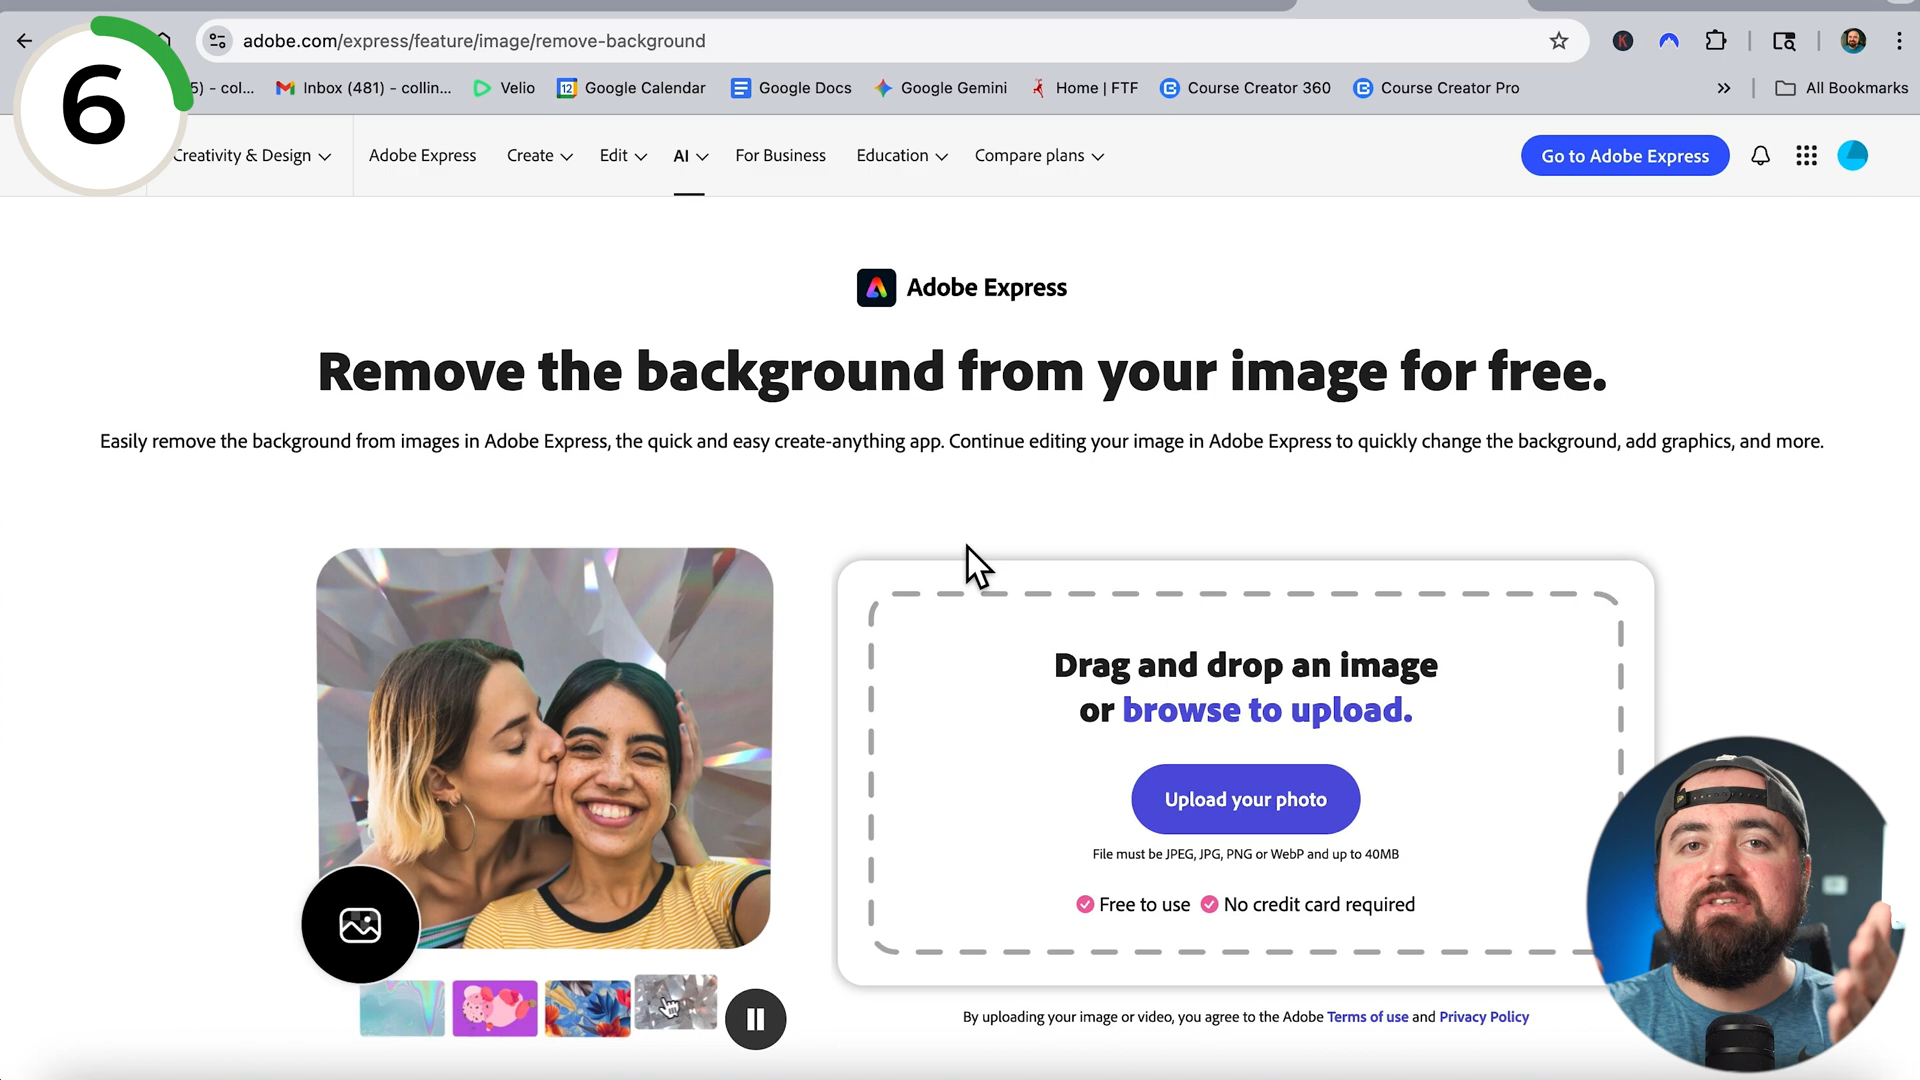 6
adobe.com/express/feature/image/remove-background
K
5) - col...
Inbox (481) - collin...
Velio
12
Google Calendar
Google Docs
Google Gemini
Home | FTF
Course Creator 360
Course Creator Pro
»
All Bookmarks
Creativity & Design
Adobe Express
Create
Edit
AI
For Business
Education
Compare plans
Go to Adobe Express
Adobe Express
Remove the background from your image for free.
Easily remove the background from images in Adobe Express, the quick and easy create-anything app. Continue editing your image in Adobe Express to quickly change the background, add graphics, and more.
Drag and drop an image
or browse to upload.
Upload your photo
File must be JPEG, JPG, PNG or WebP and up to 40MB
Free to use
No credit card required
By uploading your image or video, you agree to the Adobe Terms of use and Privacy Policy